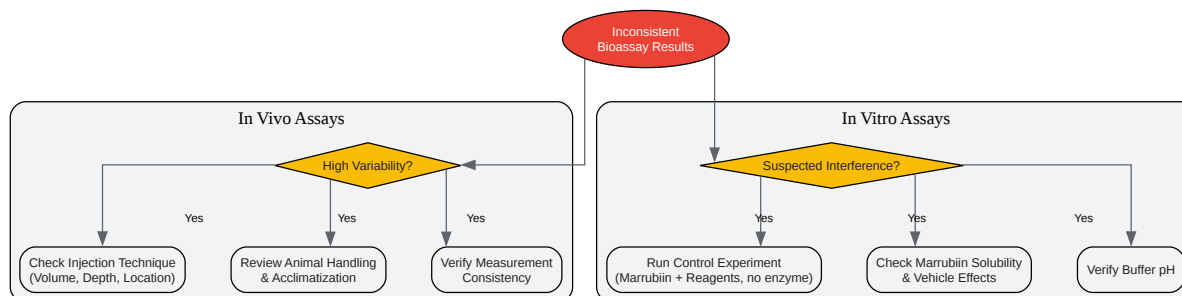 Inconsistent
Bioassay Results
In Vivo Assays
High Variability?
Yes
Yes
Yes
Check Injection Technique
(Volume, Depth, Location)
Review Animal Handling
& Acclimatization
Verify Measurement
Consistency
In Vitro Assays
Suspected Interference?
Yes
Yes
Yes
Run Control Experiment
(Marrubiin + Reagents, no enzyme)
Check Marrubiin Solubility
& Vehicle Effects
Verify Buffer pH